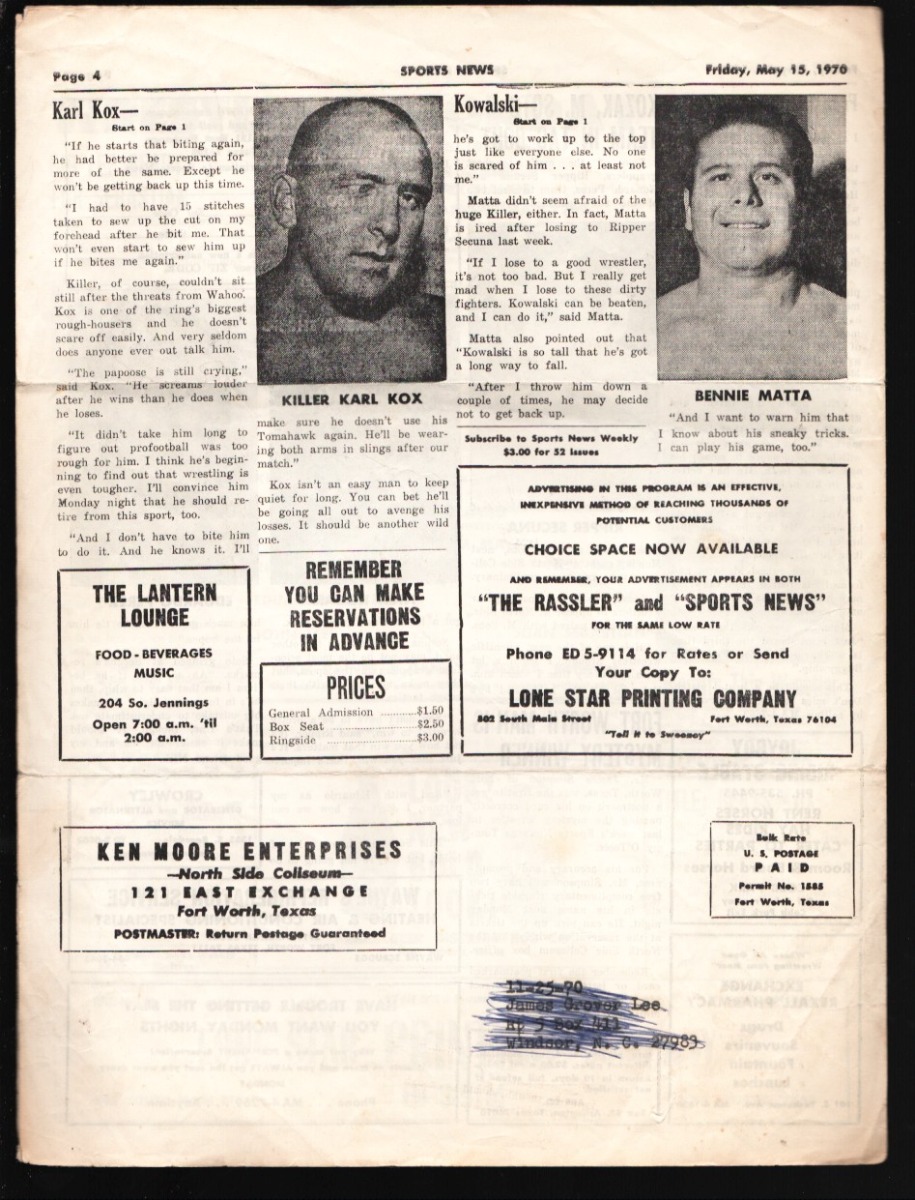 Page 4
SPORTS NEWS
Friday, May 15, 1970
Karl Kox—
Start on Page 1
"If he starts that biting again,
he had better be prepared for
more of the same. Except he
won't be getting back up this time.
"I had to have 15 stitches
taken to sew up the cut on my
forehead after he bit me. That
won't even start to sew him up
if he bites me again."
Killer, of course, couldn't sit
still after the threats from Wahoo.
Kox is one of the ring's biggest
rough-housers and he doesn't
scare off easily. And very seldom
does anyone ever out talk him.
"The papoose is still crying,"
said Kox. "He screams louder
after he wins than he does when
he loses.
"It didn't take him long to
figure out profootball was too
rough for him. I think he's begin-
ning to find out that wrestling is
even tougher. I'll convince him
Monday night that he should re-
tire from this sport, too.
"And I don't have to bite him
to do it. And he knows it. I'll
KILLER KARL KOX
make sure he doesn't use his
Tomahawk again. He'll be wear-
ing both arms in slings after our
match."
Kox isn't an easy man to keep
quiet for long. You can bet he'll
be going all out to avenge his
losses. It should be another wild
one.
Kowalski—
Start on Page 1
he's got to work up to the top
just like everyone else. No one
is scared of him . . . at least not
me."
Matta didn't seem afraid of the
huge Killer, either. In fact, Matta
is ired after losing to Ripper
Secuna last week.
"If I lose to a good wrestler,
it's not too bad. But I really get
mad when I lose to these dirty
fighters. Kowalski can be beaten,
and I can do it," said Matta.
Matta also pointed out that
"Kowalski is so tall that he's got
a long way to fall.
"After I throw him down a
couple of times, he may decide
not to get back up.
BENNIE MATTA
"And I want to warn him that
I know about his sneaky tricks.
I can play his game, too."
Subscribe to Sports News Weekly
$3.00 for 52 issues
ADVERTISING IN THIS PROGRAM IS AN EFFECTIVE,
INEXPENSIVE METHOD OF REACHING THOUSANDS OF
POTENTIAL CUSTOMERS
CHOICE SPACE NOW AVAILABLE
AND REMEMBER, YOUR ADVERTISEMENT APPEARS IN BOTH
"THE RASSLER" and "SPORTS NEWS"
FOR THE SAME LOW RATE
Phone ED 5-9114 for Rates or Send
Your Copy To:
LONE STAR PRINTING COMPANY
802 South Main Street
Fort Worth, Texas 76104
"Tell It to Sweeney"
THE LANTERN
LOUNGE
FOOD - BEVERAGES
MUSIC
204 So. Jennings
Open 7:00 a.m. 'til
2:00 a.m.
REMEMBER
YOU CAN MAKE
RESERVATIONS
IN ADVANCE
PRICES
General Admission ..........$1.50
Box Seat ..........$2.50
Ringside ..........$3.00
KEN MOORE ENTERPRISES
—North Side Coliseum—
121 EAST EXCHANGE
Fort Worth, Texas
POSTMASTER: Return Postage Guaranteed
Bulk Rate
U. S. POSTAGE
PAID
Permit No. 1585
Fort Worth, Texas
11-25-70
James Grover Lee
Box 411
Windsor, N. C. 27983